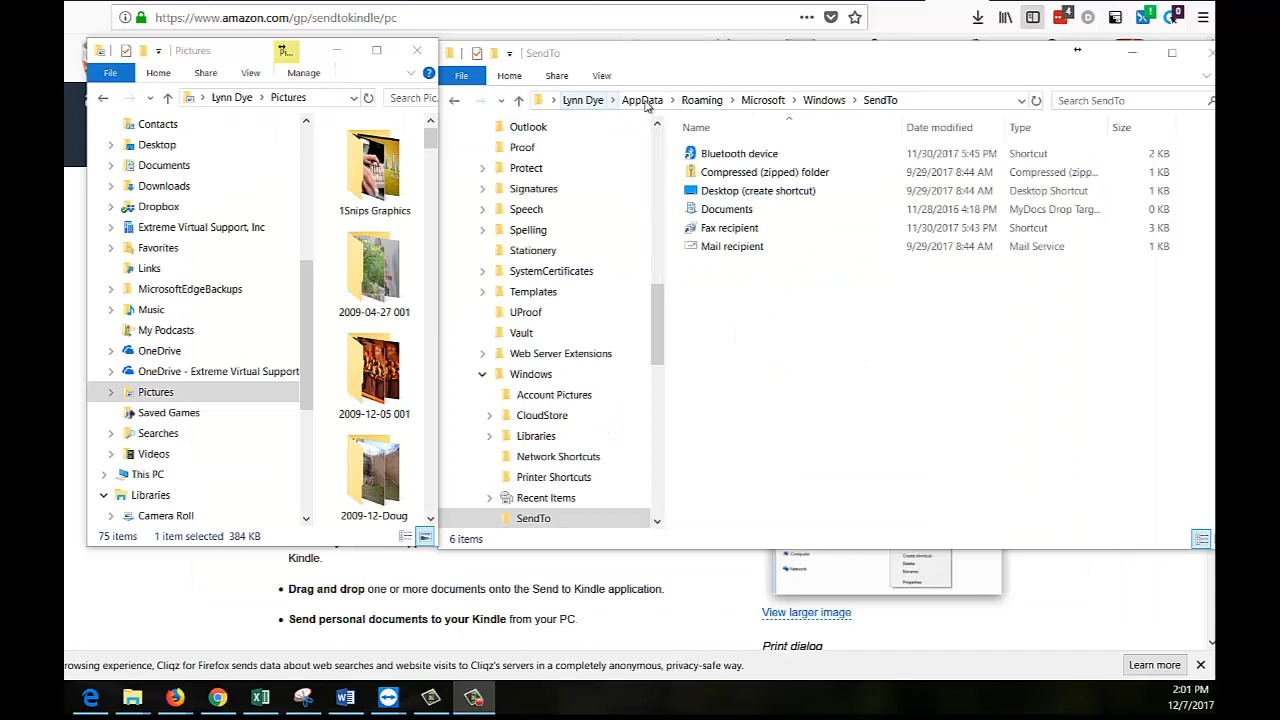 https://www.amazon.com/gp/sendtokindle/pc
4
0
Pictures
Pi...
File
Home
Share
View
Manage
Lynn Dye > Pictures
Search Pic...
Contacts
Desktop
Documents
Downloads
Dropbox
Extreme Virtual Support, Inc
Favorites
Links
MicrosoftEdgeBackups
Music
My Podcasts
OneDrive
OneDrive - Extreme Virtual Support
Pictures
Saved Games
Searches
Videos
This PC
Libraries
Camera Roll
1Snips Graphics
2009-04-27 001
2009-12-05 001
2009-12-Doug
75 items
1 item selected 384 KB
SendTo
File
Home
Share
View
Lynn Dye > AppData > Roaming > Microsoft > Windows > SendTo
Search SendTo
Outlook
Proof
Protect
Signatures
Speech
Spelling
Stationery
SystemCertificates
Templates
UProof
Vault
Web Server Extensions
Windows
Account Pictures
CloudStore
Libraries
Network Shortcuts
Printer Shortcuts
Recent Items
SendTo
Name Date modified Type Size
Bluetooth device 11/30/2017 5:45 PM Shortcut 2 KB
Compressed (zipped) folder 9/29/2017 8:44 AM Compressed (zipp... 1 KB
Desktop (create shortcut) 9/29/2017 8:44 AM Desktop Shortcut 1 KB
Documents 11/28/2016 4:18 PM MyDocs Drop Targ... 0 KB
Fax recipient 11/30/2017 5:43 PM Shortcut 3 KB
Mail recipient 9/29/2017 8:44 AM Mail Service 1 KB
6 items
Kindle.
• Drag and drop one or more documents onto the Send to Kindle application.
• Send personal documents to your Kindle from your PC.
Computer
Network
Create shortcut
Delete
Rename
Properties
View larger image
Print dialog
rowsing experience, Cliqz for Firefox sends data about web searches and website visits to Cliqz's servers in a completely anonymous, privacy-safe way.
Learn more
2:01 PM
12/7/2017